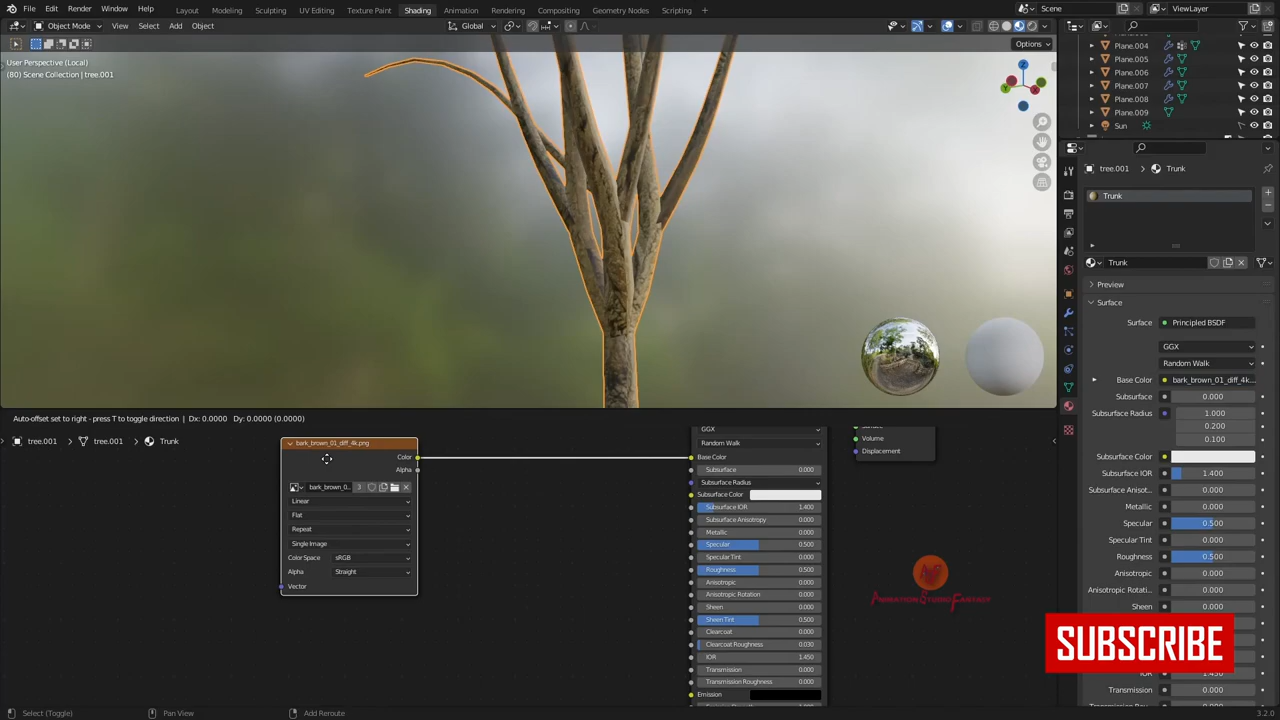 File Edit Render Window Help Layout Modeling Sculpting UV Editing Texture Paint Shading Animation Rendering Compositing Geometry Nodes Scripting + Scene ViewLayer
Object Mode View Select Add Object Global
Options
User Perspective (Local)
(80) Scene Collection | tree.001
Z
Y
X
Plane.004
Plane.005
Plane.006
Plane.007
Plane.008
Plane.009
Sun
tree.001 > Trunk
Trunk
Trunk
Preview
Surface
Surface Principled BSDF
GGX
Random Walk
Base Color bark_brown_01_diff_4k...
Subsurface 0.000
Subsurface Radius 1.000
0.200
0.100
Subsurface Color
Subsurface IOR 1.400
Subsurface Anisot... 0.000
Metallic 0.000
Specular 0.500
Specular Tint 0.000
Roughness 0.500
Anisotropic 0.000
Anisotropic Rotati... 0.000
Sheen 0.000
Transmission 0.000
Auto-offset set to right - press T to toggle direction | Dx: 0.0000 Dy: 0.0000 (0.0000)
tree.001 > tree.001 > Trunk
bark_brown_01_diff_4k.png
Color
Alpha
bark_brown_0... 3
Linear
Flat
Repeat
Single Image
Color Space sRGB
Alpha Straight
Vector
GGX
Random Walk
Base Color
Subsurface 0.000
Subsurface Radius
Subsurface Color
Subsurface IOR 1.400
Subsurface Anisotropy 0.000
Metallic 0.000
Specular 0.500
Specular Tint 0.000
Roughness 0.500
Anisotropic 0.000
Anisotropic Rotation 0.000
Sheen 0.000
Sheen Tint 0.500
Clearcoat 0.000
Clearcoat Roughness 0.030
IOR 1.450
Transmission 0.000
Transmission Roughness 0.000
Emission
Volume
Displacement
Animation Studio Fantasy
SUBSCRIBE
Select (Toggle) Pan View Add Reroute 3.2.0